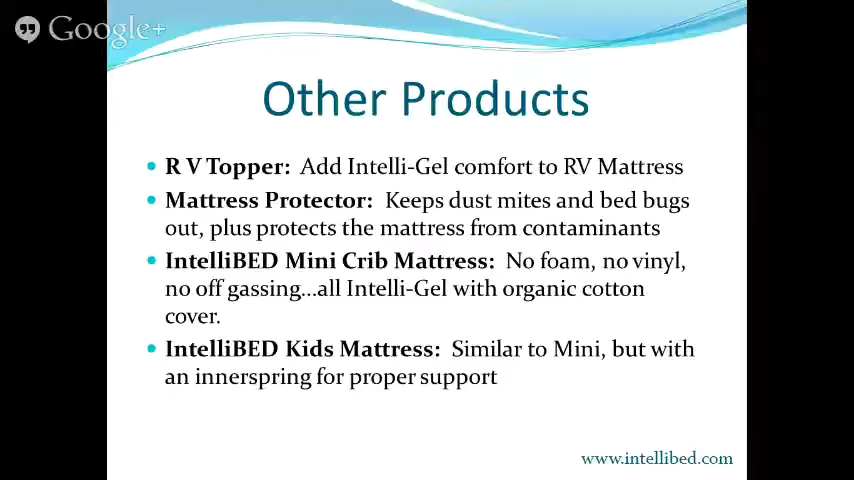 Google+
Other Products
• R V Topper: Add Intelli-Gel comfort to RV Mattress
• Mattress Protector: Keeps dust mites and bed bugs
out, plus protects the mattress from contaminants
• IntelliBED Mini Crib Mattress: No foam, no vinyl,
no off gassing...all Intelli-Gel with organic cotton
cover.
• IntelliBED Kids Mattress: Similar to Mini, but with
an innerspring for proper support
www.intellibed.com